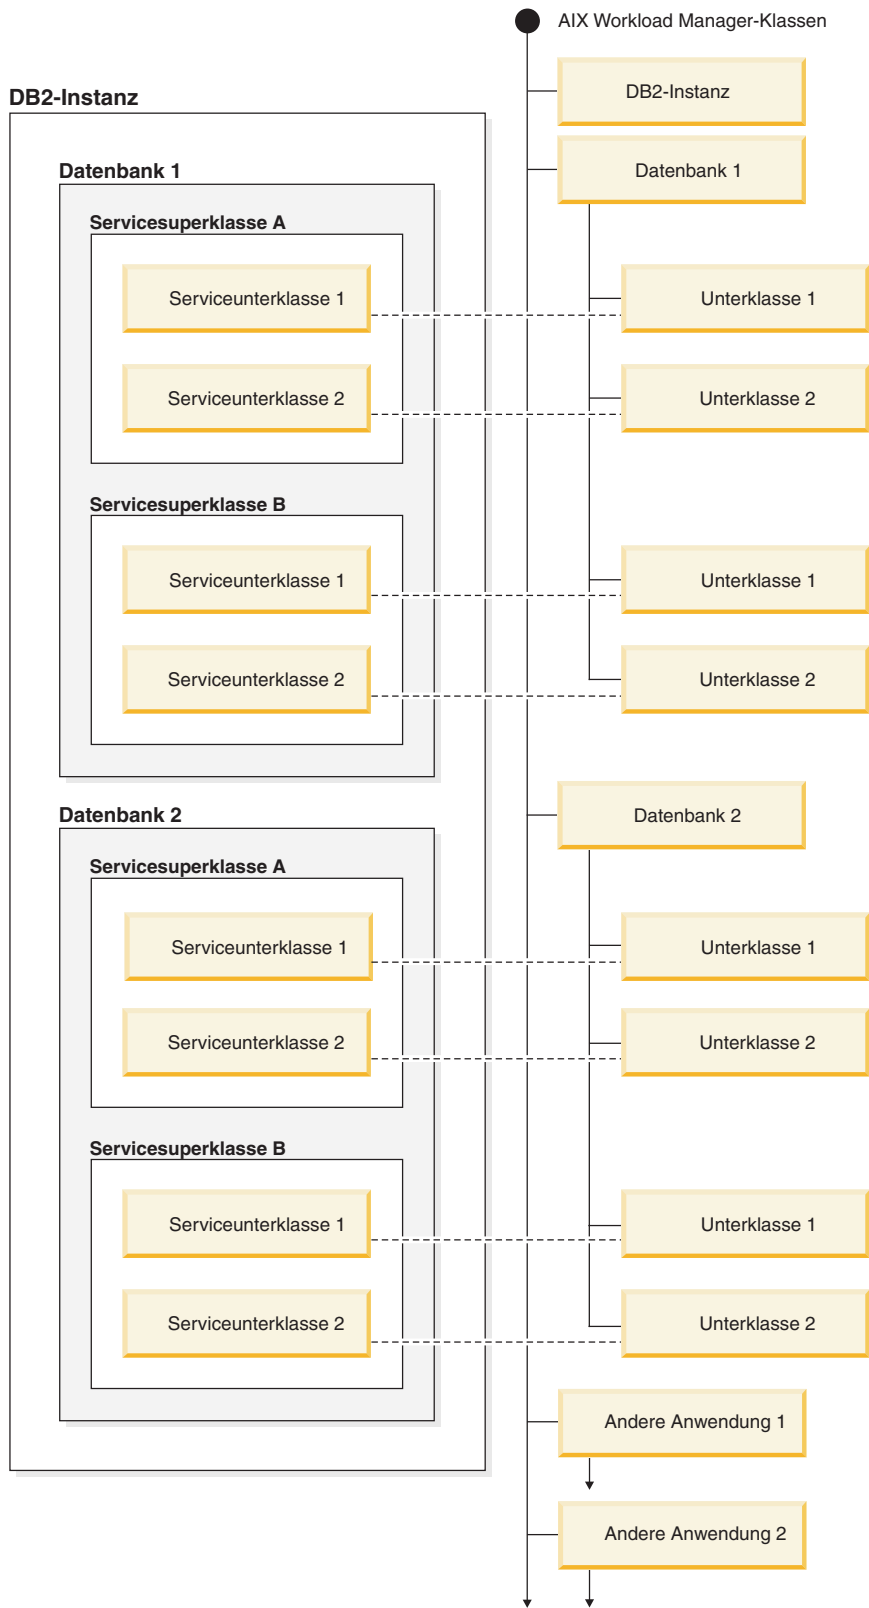 AIX Workload Manager-Klassen
DB2-Instanz
DB2-Instanz
Datenbank 1
Datenbank 1
Servicesuperklasse A
Serviceunterklasse 1
Unterklasse 1
Serviceunterklasse 2
Unterklasse 2
Servicesuperklasse B
Serviceunterklasse 1
Unterklasse 1
Serviceunterklasse 2
Unterklasse 2
Datenbank 2
Datenbank 2
Servicesuperklasse A
Serviceunterklasse 1
Unterklasse 1
Serviceunterklasse 2
Unterklasse 2
Servicesuperklasse B
Serviceunterklasse 1
Unterklasse 1
Serviceunterklasse 2
Unterklasse 2
Andere Anwendung 1
Andere Anwendung 2